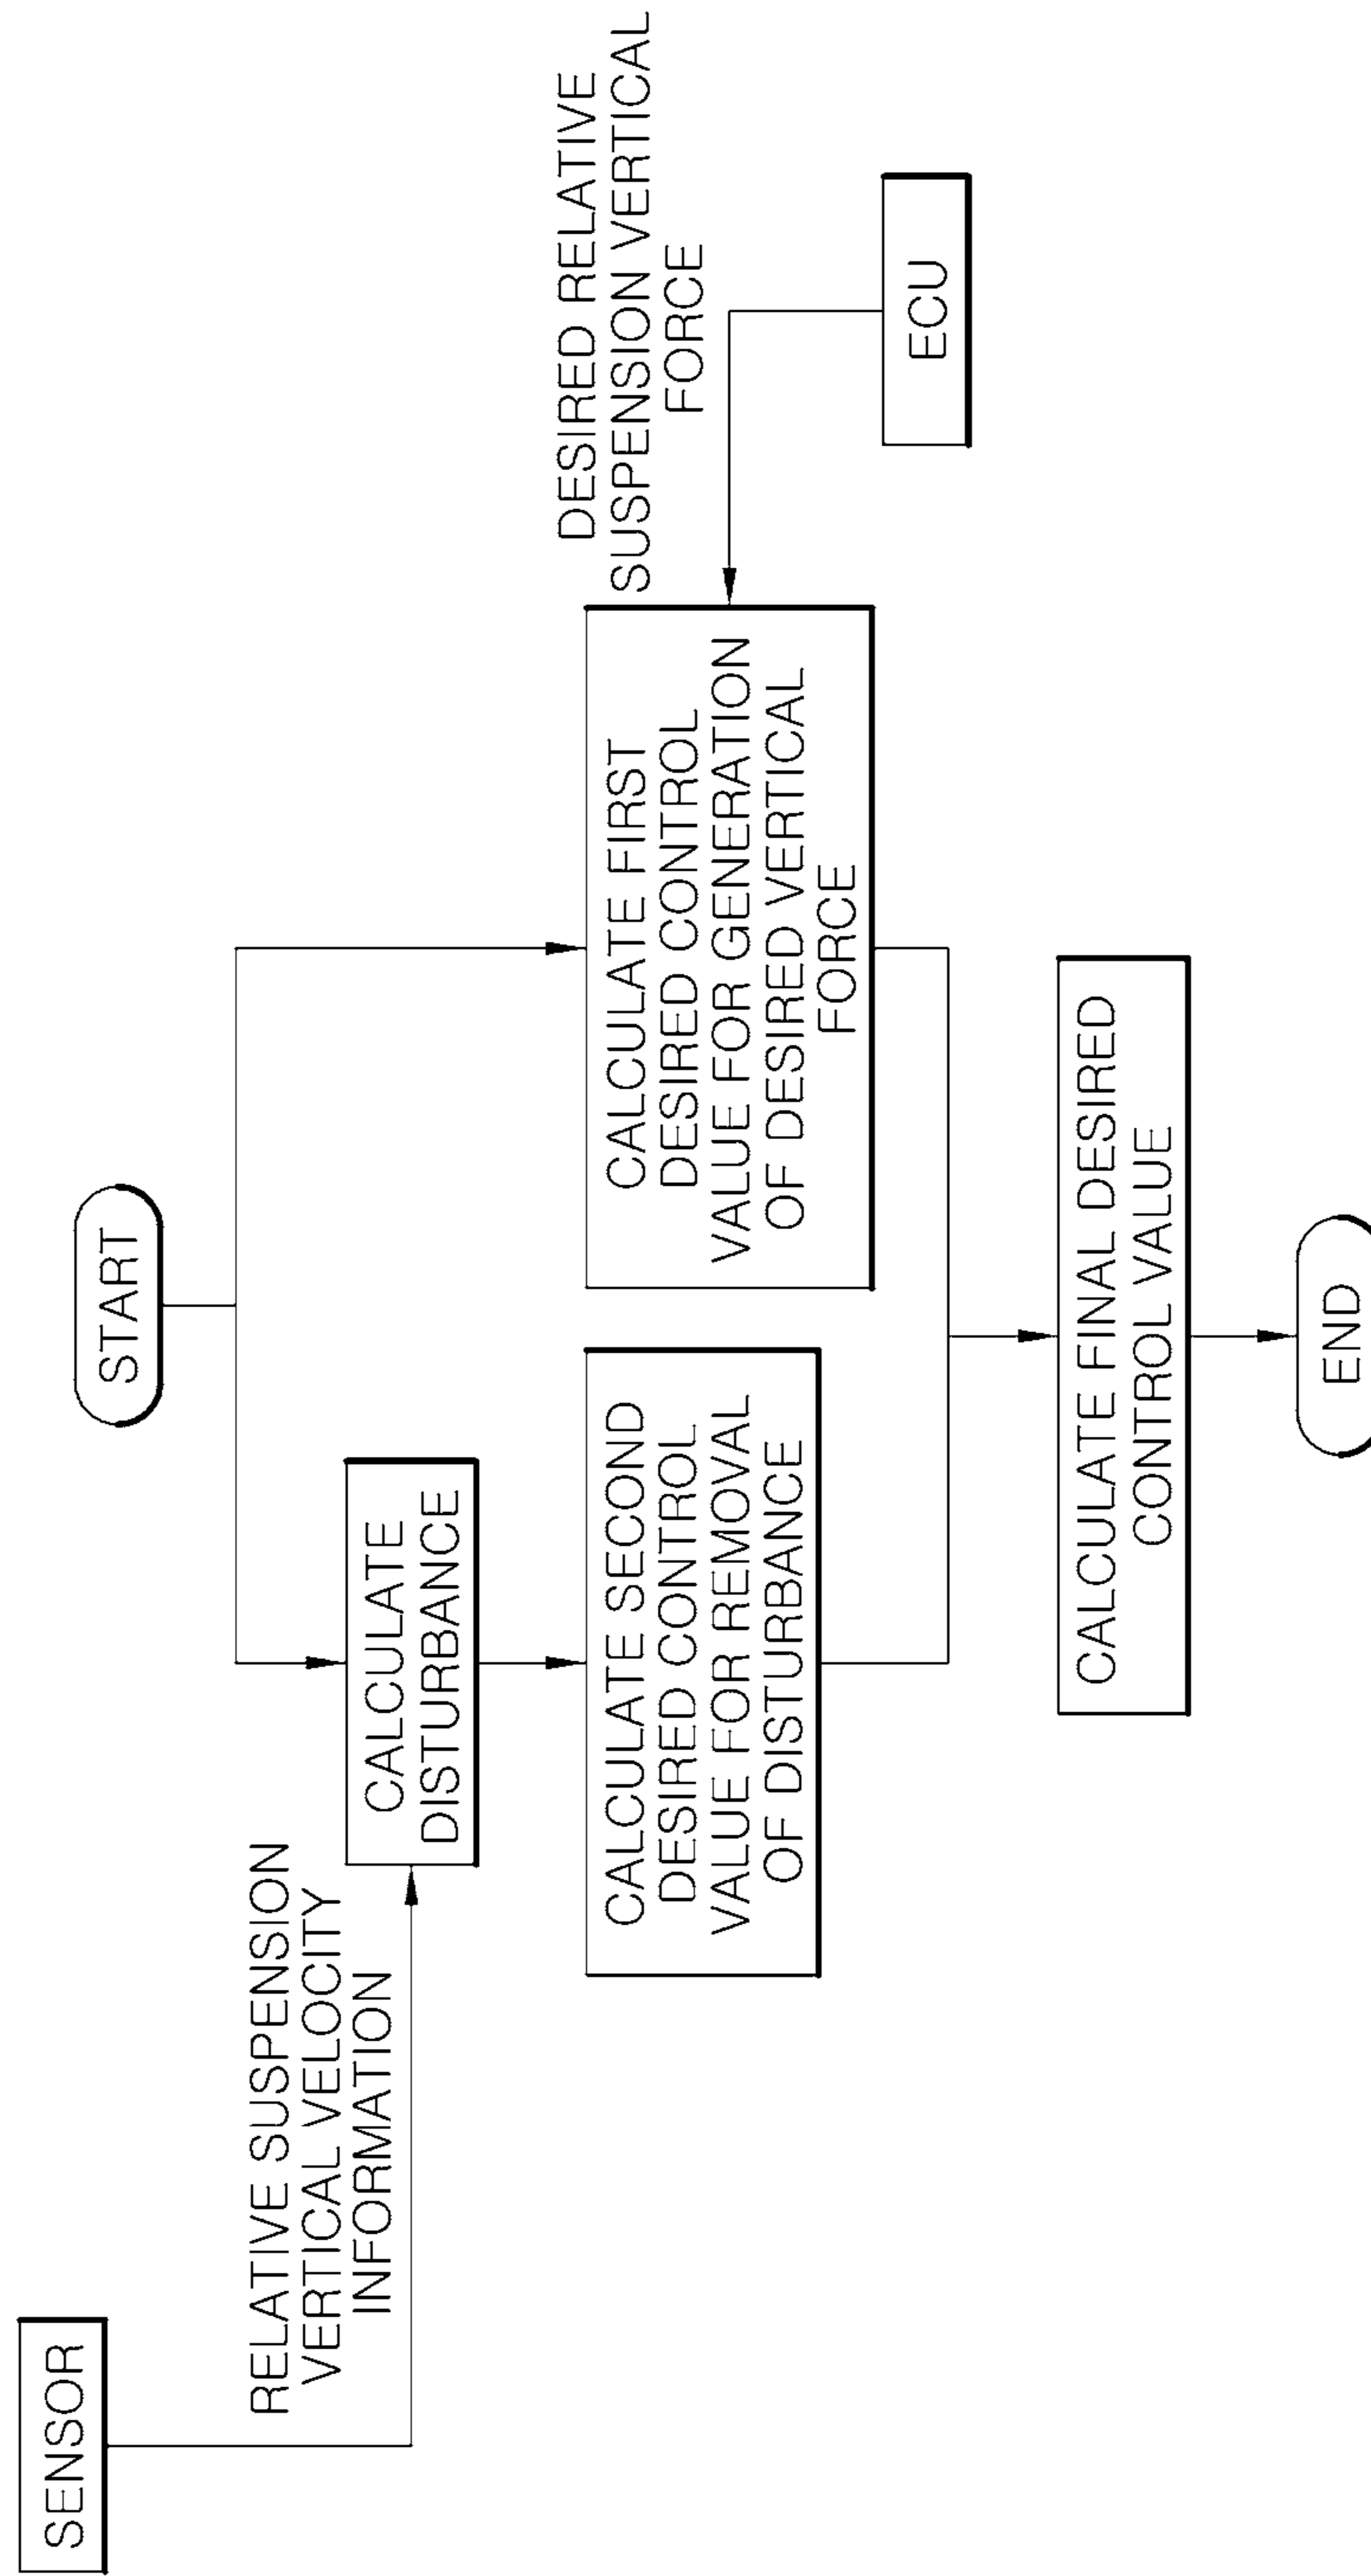 START
SENSOR
RELATIVE SUSPENSION
VERTICAL VELOCITY
INFORMATION
CALCULATE
DISTURBANCE
CALCULATE SECOND
DESIRED CONTROL
VALUE FOR REMOVAL
OF DISTURBANCE
CALCULATE FIRST
DESIRED CONTROL
VALUE FOR GENERATION
OF DESIRED VERTICAL
FORCE
DESIRED RELATIVE
SUSPENSION VERTICAL
FORCE
ECU
CALCULATE FINAL DESIRED
CONTROL VALUE
END